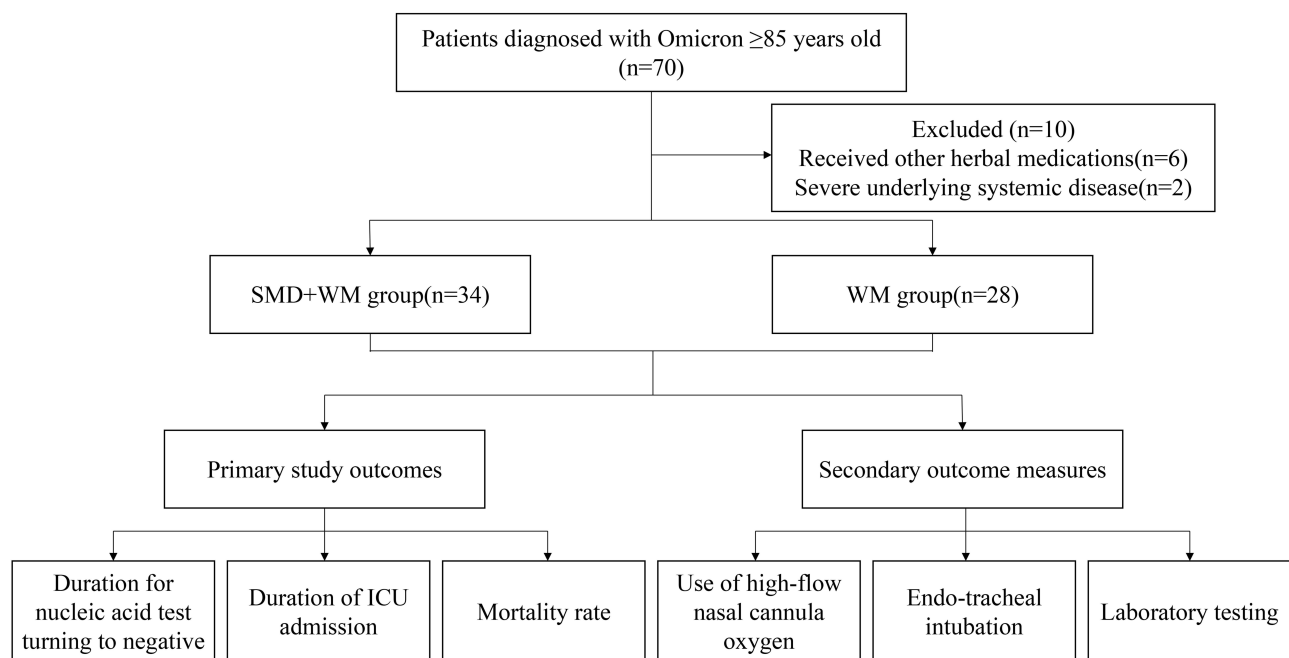 Patients diagnosed with Omicron ≥85 years old
(n=70)
Excluded (n=10)
Received other herbal medications(n=6)
Severe underlying systemic disease(n=2)
SMD+WM group(n=34)
WM group(n=28)
Primary study outcomes
Secondary outcome measures
Duration for
nucleic acid test
turning to negative
Duration of ICU
admission
Mortality rate
Use of high-flow
nasal cannula
oxygen
Endo-tracheal
intubation
Laboratory testing